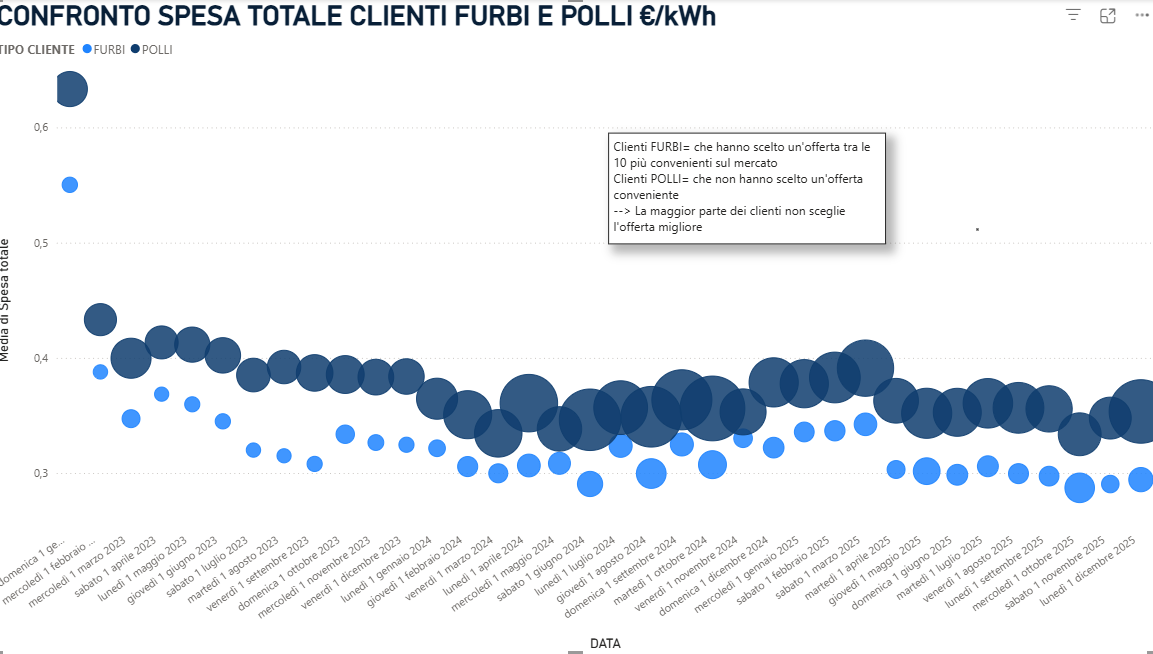 CONFRONTO SPESA TOTALE CLIENTI FURBI E POLLI €/kWh
TIPO CLIENTE FURBI POLLI
Media di Spesa totale
0,6
0,5
0,4
0,3
Clienti FURBI= che hanno scelto un'offerta tra le
10 più convenienti sul mercato
Clienti POLLI= che non hanno scelto un'offerta
conveniente
--> La maggior parte dei clienti non sceglie
l'offerta migliore
domenica 1 ge...
mercoledì 1 febbraio ...
mercoledì 1 marzo 2023
sabato 1 aprile 2023
lunedì 1 maggio 2023
giovedì 1 giugno 2023
sabato 1 luglio 2023
martedì 1 agosto 2023
venerdì 1 settembre 2023
domenica 1 ottobre 2023
mercoledì 1 novembre 2023
venerdì 1 dicembre 2023
lunedì 1 gennaio 2024
giovedì 1 febbraio 2024
venerdì 1 marzo 2024
lunedì 1 aprile 2024
mercoledì 1 maggio 2024
sabato 1 giugno 2024
lunedì 1 luglio 2024
giovedì 1 agosto 2024
domenica 1 settembre 2024
martedì 1 ottobre 2024
venerdì 1 novembre 2024
domenica 1 dicembre 2024
mercoledì 1 gennaio 2025
sabato 1 febbraio 2025
sabato 1 marzo 2025
martedì 1 aprile 2025
giovedì 1 maggio 2025
domenica 1 giugno 2025
martedì 1 luglio 2025
venerdì 1 agosto 2025
lunedì 1 settembre 2025
mercoledì 1 ottobre 2025
sabato 1 novembre 2025
lunedì 1 dicembre 2025
DATA